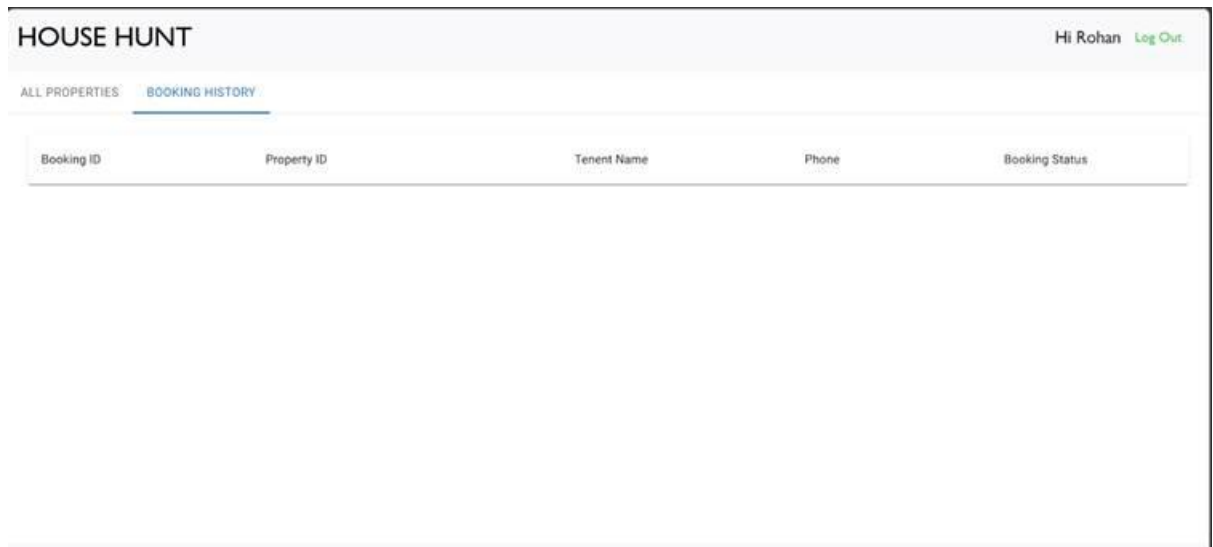 HOUSE HUNT Hi Rohan Log Out
ALL PROPERTIES BOOKING HISTORY
Booking ID Property ID Tenent Name Phone Booking Status